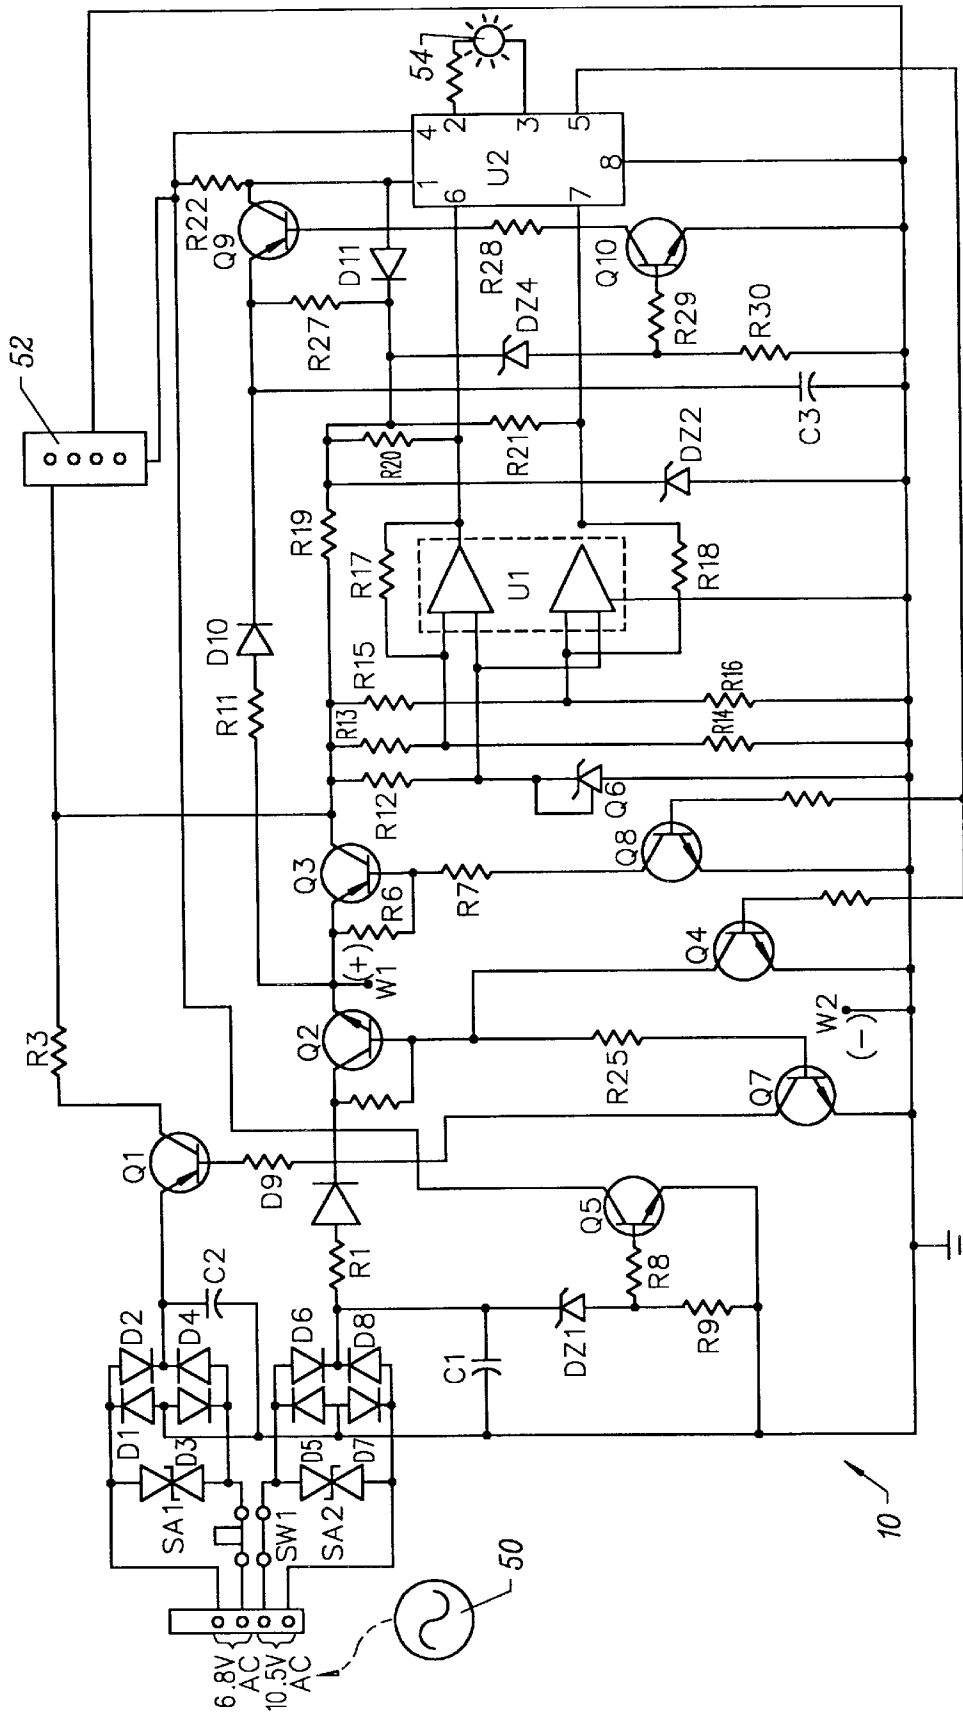 52
54
R22
Q9
4
2
1
U2
3
6
5
7
8
D11
R27
R28
DZ4
Q10
R29
R30
C3
R20
R21
DZ2
R19
R17
U1
R18
D10
R11
R15
R13
R16
R14
R12
Q6
Q3
R6
R7
Q8
Q4
(+)
W1
Q2
R3
R25
W2
(-)
Q7
Q1
D9
R1
Q5
R8
R9
DZ1
C1
C2
D2
D4
D1
D3
SA1
D6
D8
D5
D7
SA2
SW1
6.8V
AC
10.5V
AC
50
10